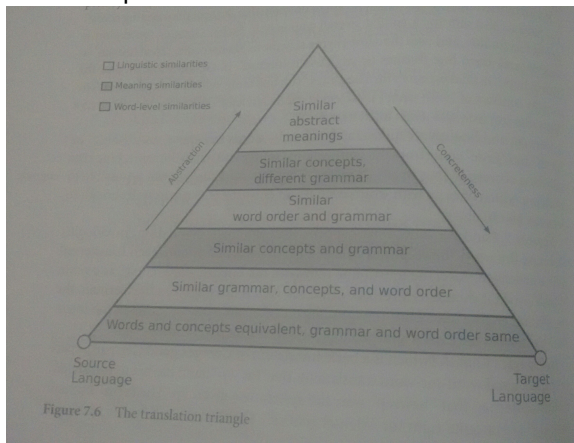 Linguistic similarities
Meaning similarities
Word-level similarities
Abstraction
Concreteness
Similar
abstract
meanings
Similar concepts,
different grammar
Similar
word order and grammar
Similar concepts and grammar
Similar grammar, concepts, and word order
Words and concepts equivalent, grammar and word order same
Source
Language
Target
Language
Figure 7.6 The translation triangle